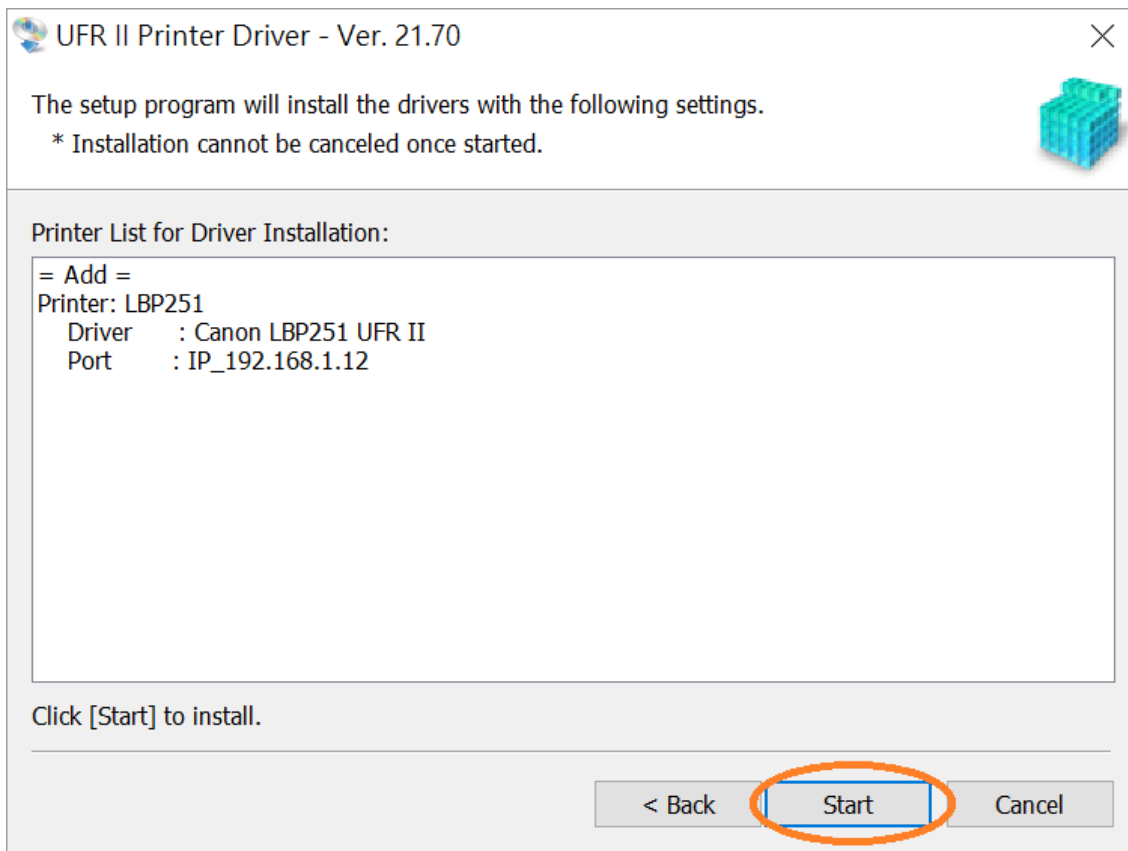 UFR II Printer Driver - Ver. 21.70
The setup program will install the drivers with the following settings.
* Installation cannot be canceled once started.
Printer List for Driver Installation:
= Add =
Printer: LBP251
Driver : Canon LBP251 UFR II
Port : IP_192.168.1.12
Click [Start] to install.
< Back Start Cancel